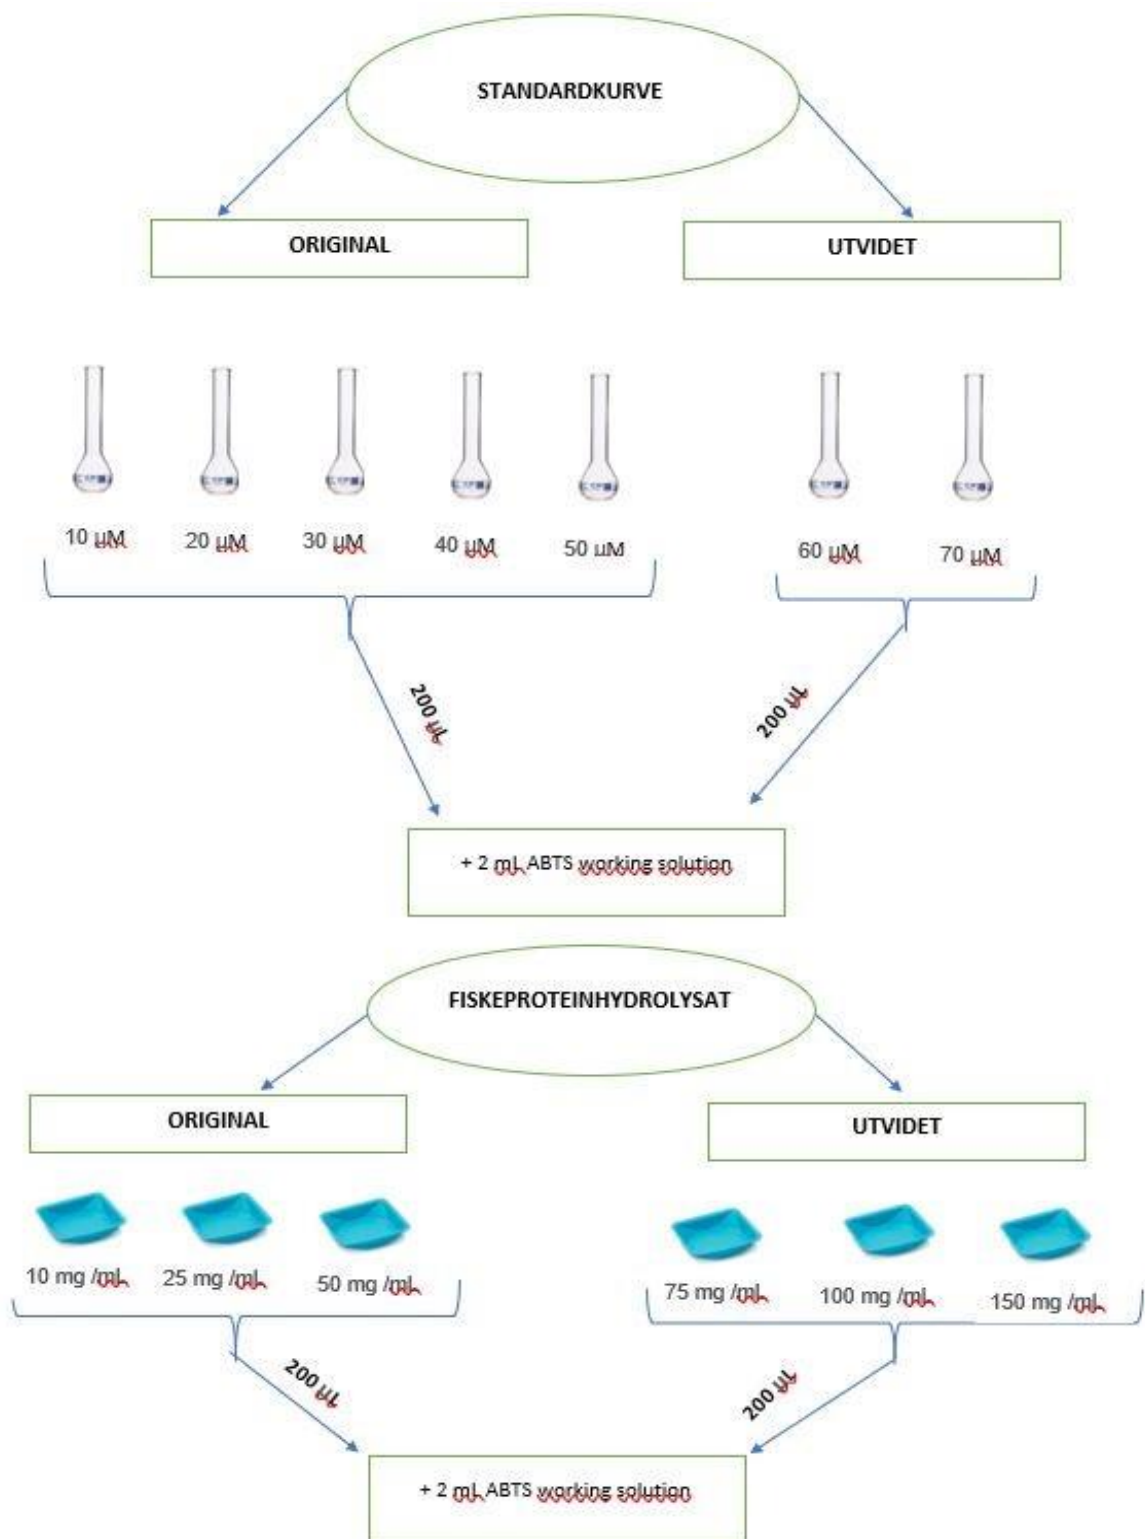 STANDARDKURVE
ORIGINAL
UTVIDET
10 µM
20 µM
30 µM
40 µM
50 µM
60 µM
70 µM
200 µL
200 µL
+ 2 mL ABTS working solution
FISKEPROTEINHYDROLYSAT
ORIGINAL
UTVIDET
10 mg /mL
25 mg /mL
50 mg /mL
75 mg /mL
100 mg /mL
150 mg /mL
200 µL
200 µL
+ 2 mL ABTS working solution